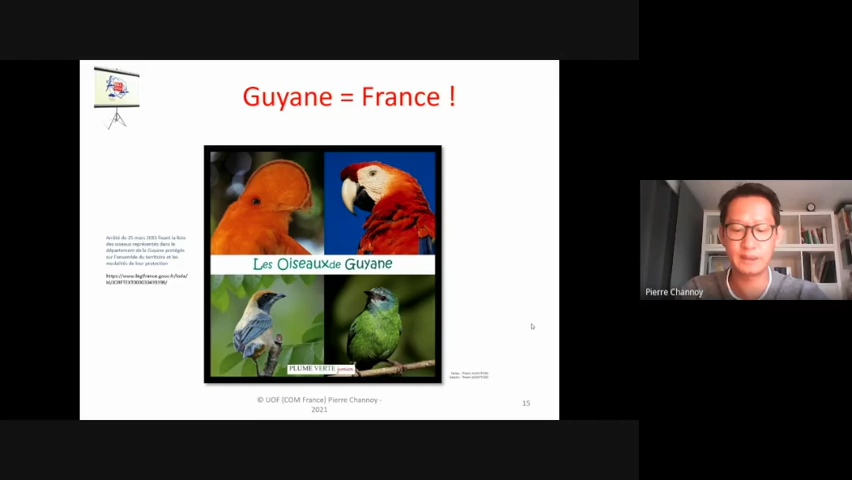 Guyane = France !
Arrêté du 25 mars 2015 fixant la liste
des oiseaux représentés dans le
département de la Guyane protégés
sur l'ensemble du territoire et les
modalités de leur protection
https://www.legifrance.gouv.fr/loda/
Les Oiseaux de Guyane
PLUME VERTE
© UOF (COM France) Pierre Channoy -
2021
15
Pierre Channoy